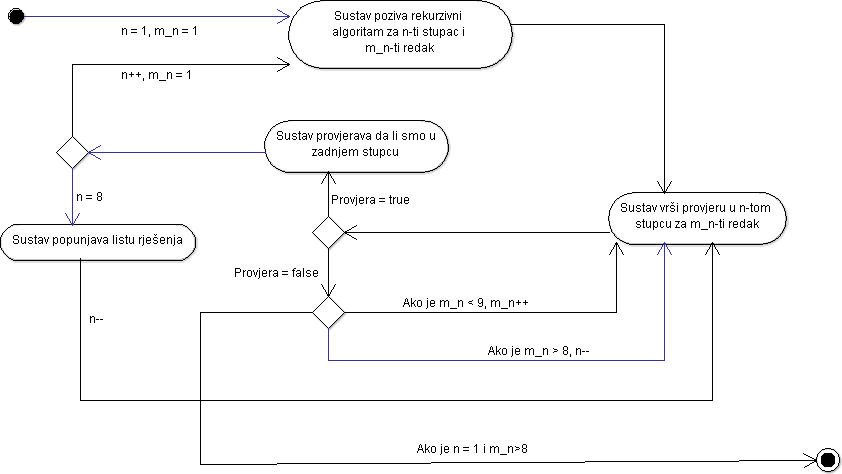 Sustav poziva rekurzivni
algoritam za n-ti stupac i
m_n-ti redak
n = 1, m_n = 1
n++, m_n = 1
Sustav provjerava da li smo u
zadnjem stupcu
n = 8
Provjera = true
Sustav vrši provjeru u n-tom
stupcu za m_n-ti redak
Sustav popunjava listu rješenja
Provjera = false
Ako je m_n < 9, m_n++
n--
Ako je m_n > 8, n--
Ako je n = 1 i m_n>8